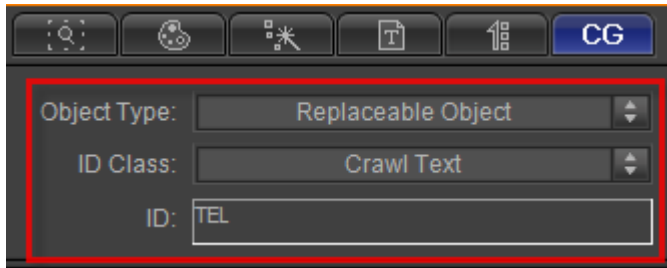 CG
Object Type: Replaceable Object
ID Class: Crawl Text
ID: TEL